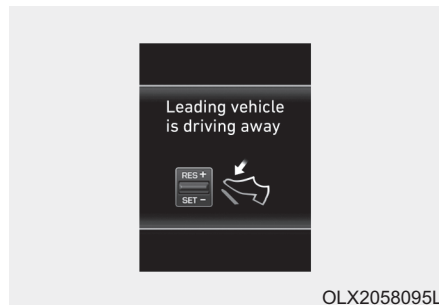 Leading vehicle
is driving away
RES +
SET -
OLX2058095L